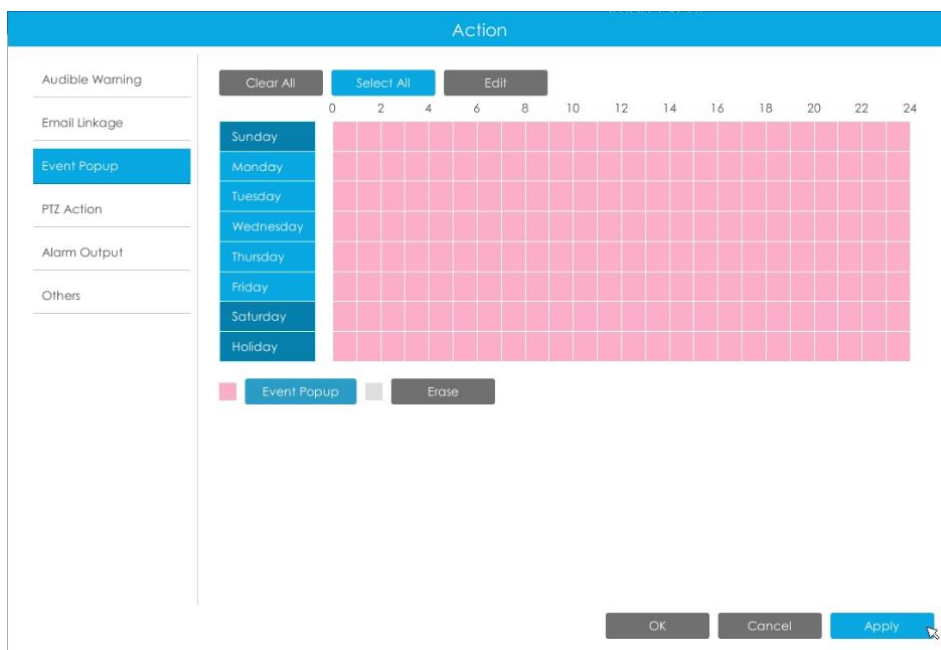 Action
Audible Warning
Email Linkage
Event Popup
PTZ Action
Alarm Output
Others
Clear All Select All Edit
0 2 4 6 8 10 12 14 16 18 20 22 24
Sunday
Monday
Tuesday
Wednesday
Thursday
Friday
Saturday
Holiday
Event Popup Erase
OK Cancel Apply